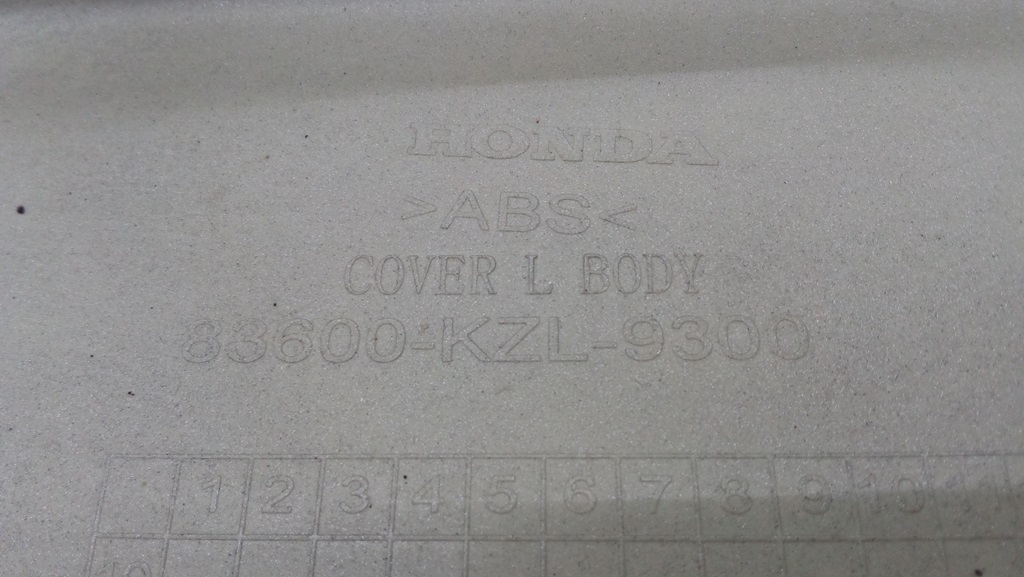 HONDA
>ABS<
COVER L BODY
83600-KZL-9300
1 2 3 4 5 6 7 8 9 10